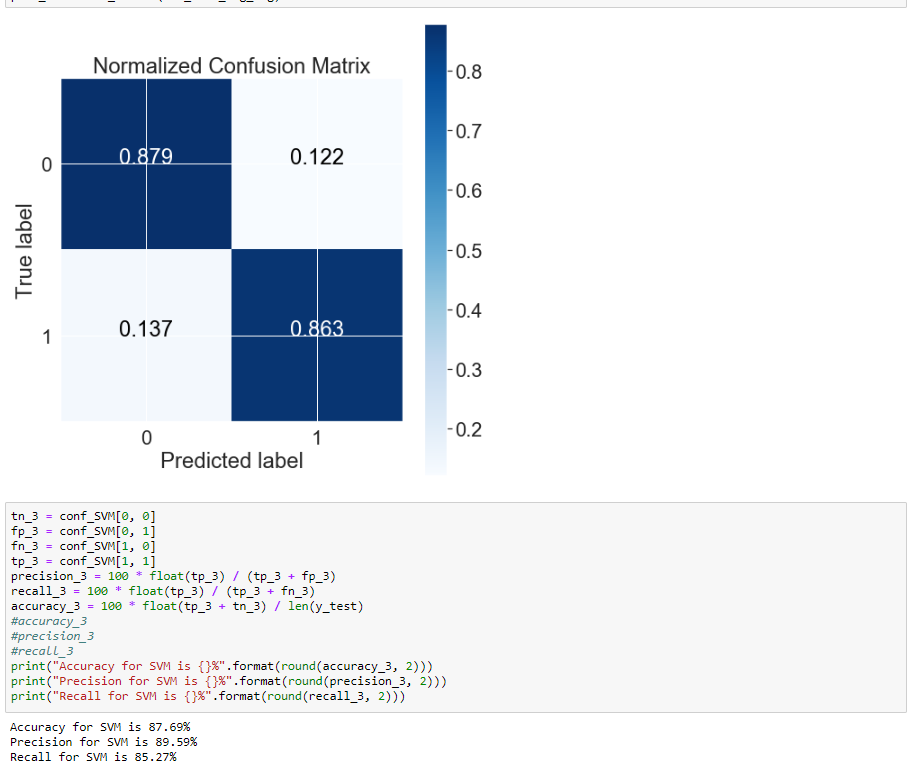 Normalized Confusion Matrix
0.8
0.7
0.6
0.5
0.4
0.3
0.2
True label
0
0.879
0.122
1
0.137
0.863
0
1
Predicted label
tn_3 = conf_SVM[0, 0]
fp_3 = conf_SVM[0, 1]
fn_3 = conf_SVM[1, 0]
tp_3 = conf_SVM[1, 1]
precision_3 = 100 * float(tp_3) / (tp_3 + fp_3)
recall_3 = 100 * float(tp_3) / (tp_3 + fn_3)
accuracy_3 = 100 * float(tp_3 + tn_3) / len(y_test)
#accuracy_3
#precision_3
#recall_3
print("Accuracy for SVM is {}%".format(round(accuracy_3, 2)))
print("Precision for SVM is {}%".format(round(precision_3, 2)))
print("Recall for SVM is {}%".format(round(recall_3, 2)))
Accuracy for SVM is 87.69%
Precision for SVM is 89.59%
Recall for SVM is 85.27%